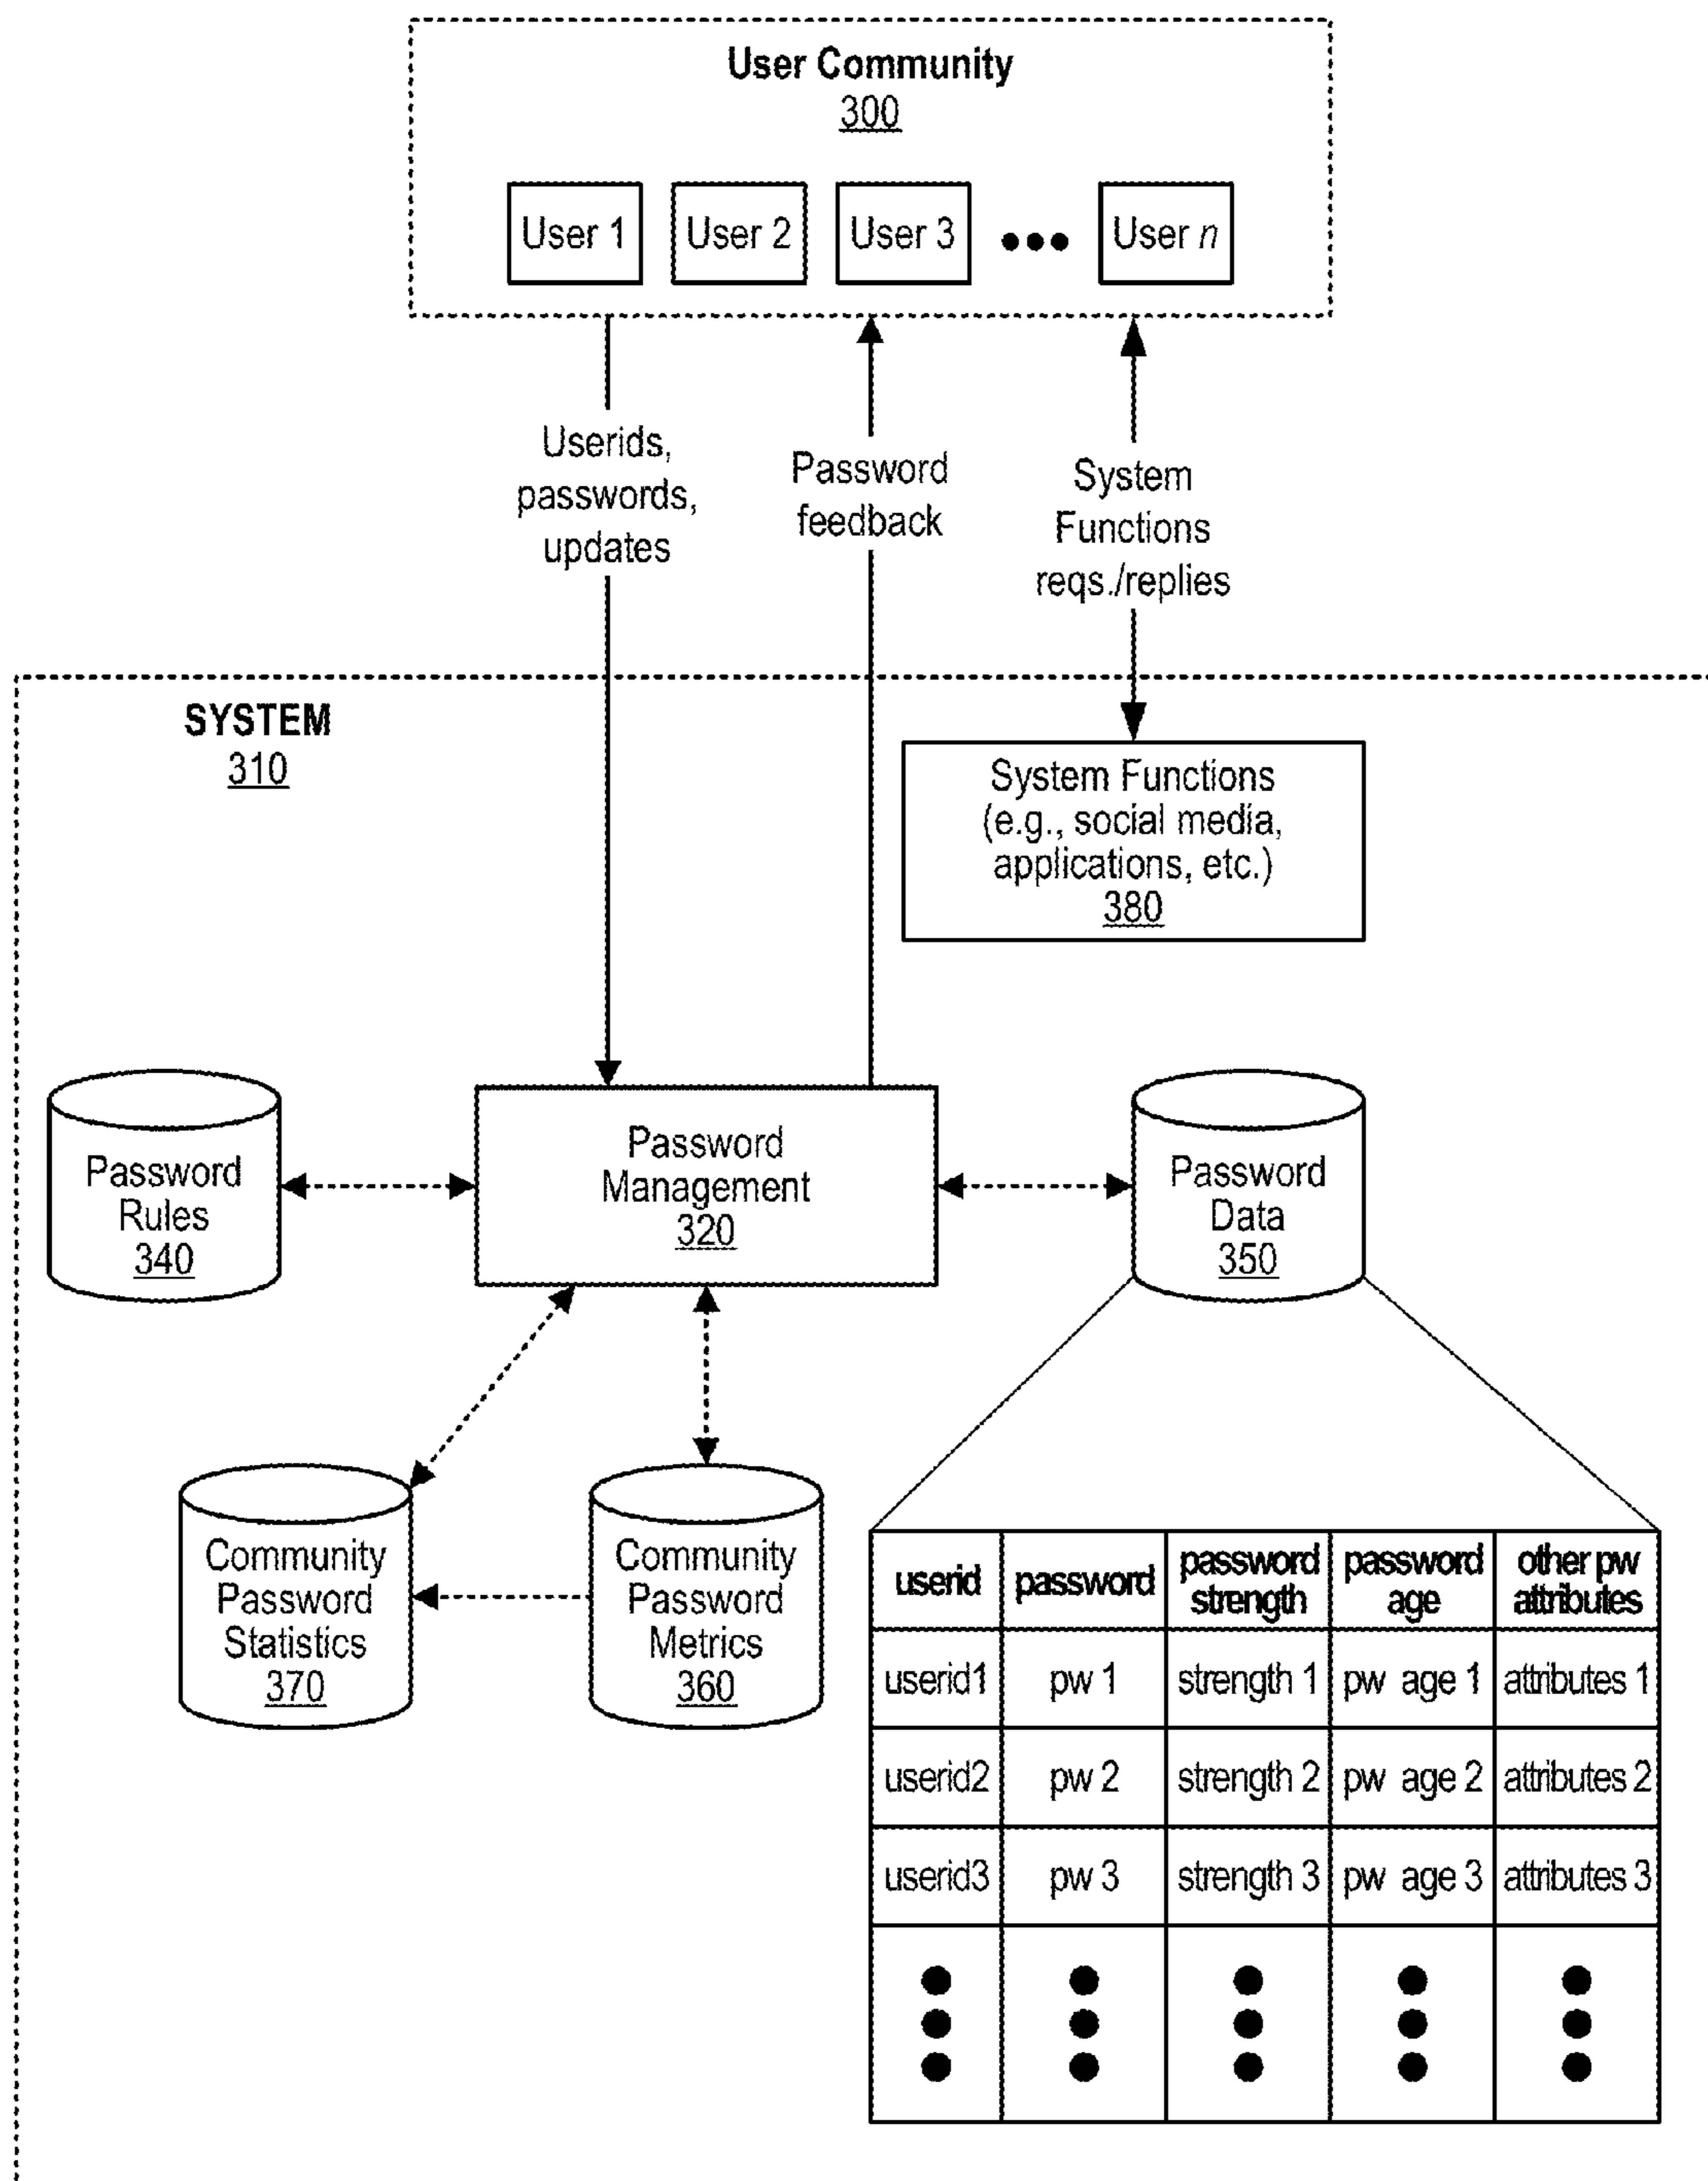 User Community
300
User 1
User 2
User 3
User n
Userids,
passwords,
updates
Password
feedback
System
Functions
reqs./replies
SYSTEM
310
System Functions
(e.g., social media,
applications, etc.)
380
Password
Rules
340
Password
Management
320
Password
Data
350
Community
Password
Statistics
370
Community
Password
Metrics
360
userid password password strength password age other pw attributes
userid1 pw 1 strength 1 pw age 1 attributes 1
userid2 pw 2 strength 2 pw age 2 attributes 2
userid3 pw 3 strength 3 pw age 3 attributes 3